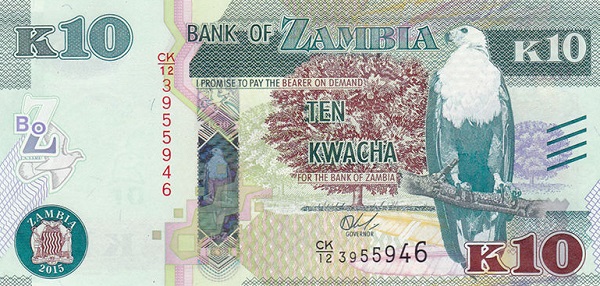 K10
BANK OF ZAMBIA
K10
CK/12 3955946
I PROMISE TO PAY THE BEARER ON DEMAND
TEN
KWACHA
FOR THE BANK OF ZAMBIA
BoZ
GOVERNOR
CK/12 3955946
ZAMBIA
2015
K10